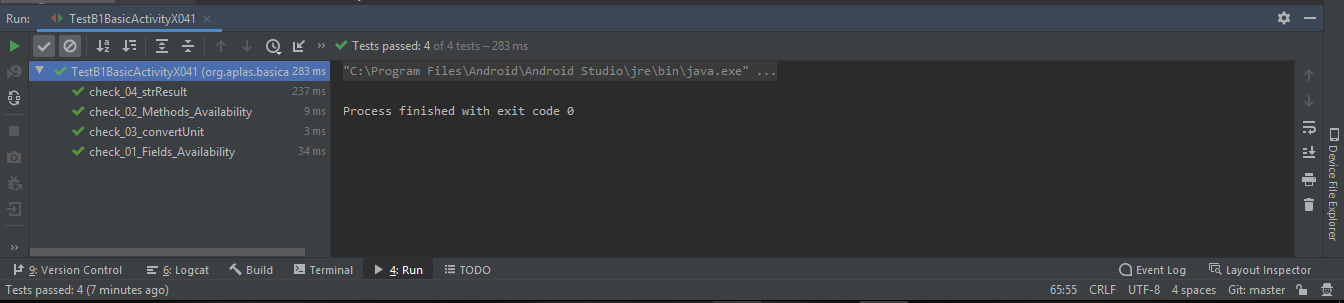 Run: TestB1BasicActivityX041
Tests passed: 4 of 4 tests – 283 ms
TestB1BasicActivityX041 (org.aplas.basica 283 ms
check_04_strResult 237 ms
check_02_Methods_Availability 9 ms
check_03_convertUnit 3 ms
check_01_Fields_Availability 34 ms
"C:\Program Files\Android\Android Studio\jre\bin\java.exe" ...
Process finished with exit code 0
Device File Explorer
9: Version Control 6: Logcat Build Terminal 4: Run TODO Event Log Layout Inspector
Tests passed: 4 (7 minutes ago) 65:55 CRLF UTF-8 4 spaces Git: master